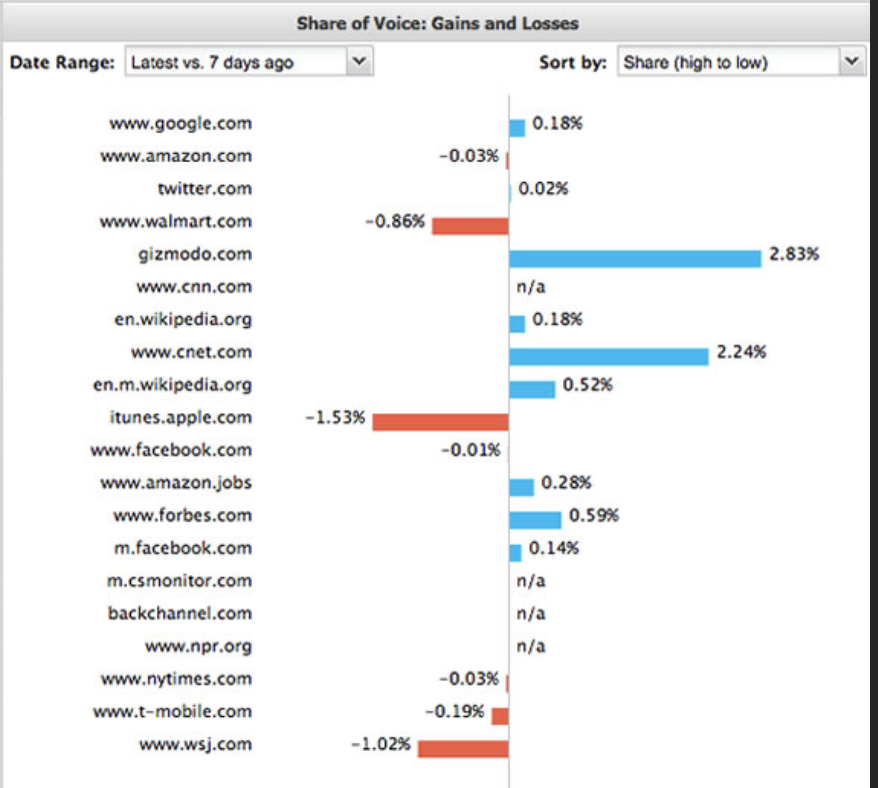 Share of Voice: Gains and Losses
Date Range: Latest vs. 7 days ago Sort by: Share (high to low)
www.google.com 0.18%
www.amazon.com -0.03%
twitter.com 0.02%
www.walmart.com -0.86%
gizmodo.com 2.83%
www.cnn.com n/a
en.wikipedia.org 0.18%
www.cnet.com 2.24%
en.m.wikipedia.org 0.52%
itunes.apple.com -1.53%
www.facebook.com -0.01%
www.amazon.jobs 0.28%
www.forbes.com 0.59%
m.facebook.com 0.14%
m.csmonitor.com n/a
backchannel.com n/a
www.npr.org n/a
www.nytimes.com -0.03%
www.t-mobile.com -0.19%
www.wsj.com -1.02%